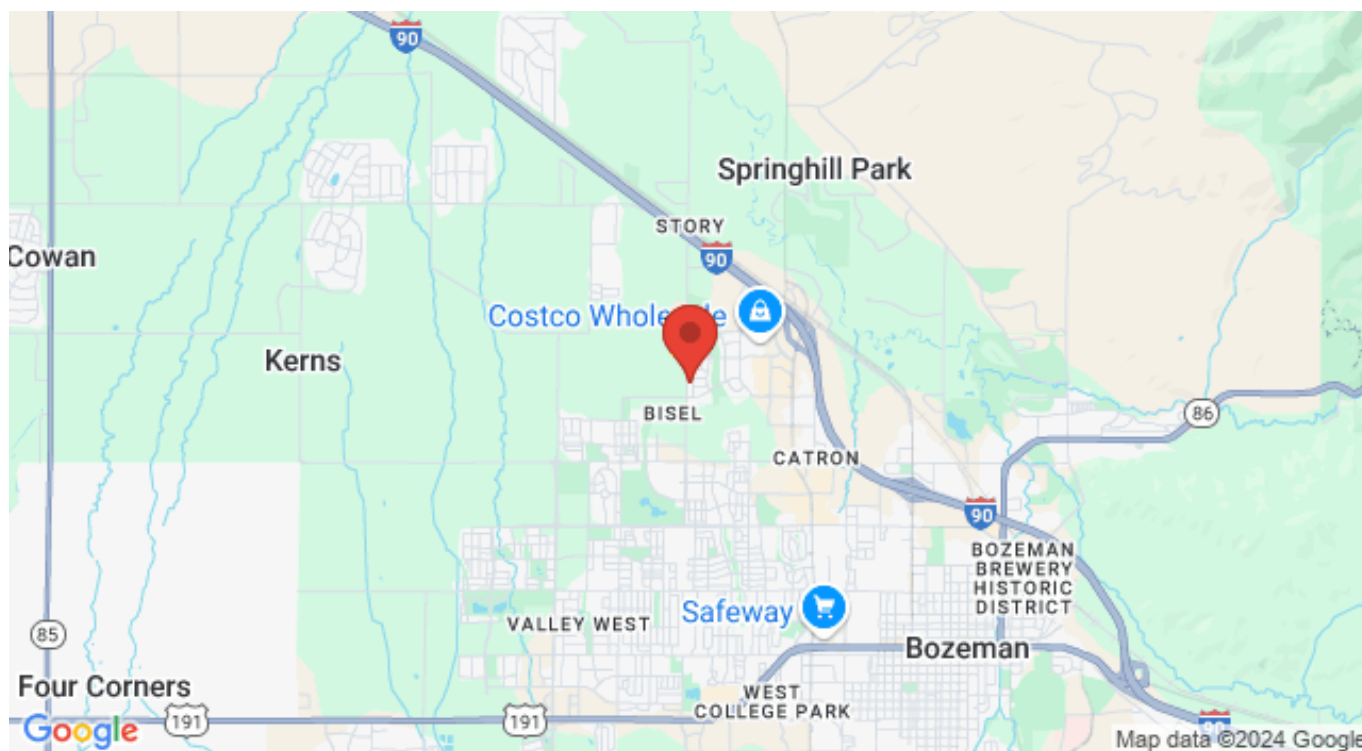 90
Springhill Park
STORY
90
Cowan
Costco Wholesale
Kerns
BISEL
86
CATRON
90
BOZEMAN
BREWERY
HISTORIC
DISTRICT
Safeway
VALLEY WEST
85
Bozeman
Four Corners
WEST
COLLEGE PARK
191
191
90
Google
Map data ©2024 Google